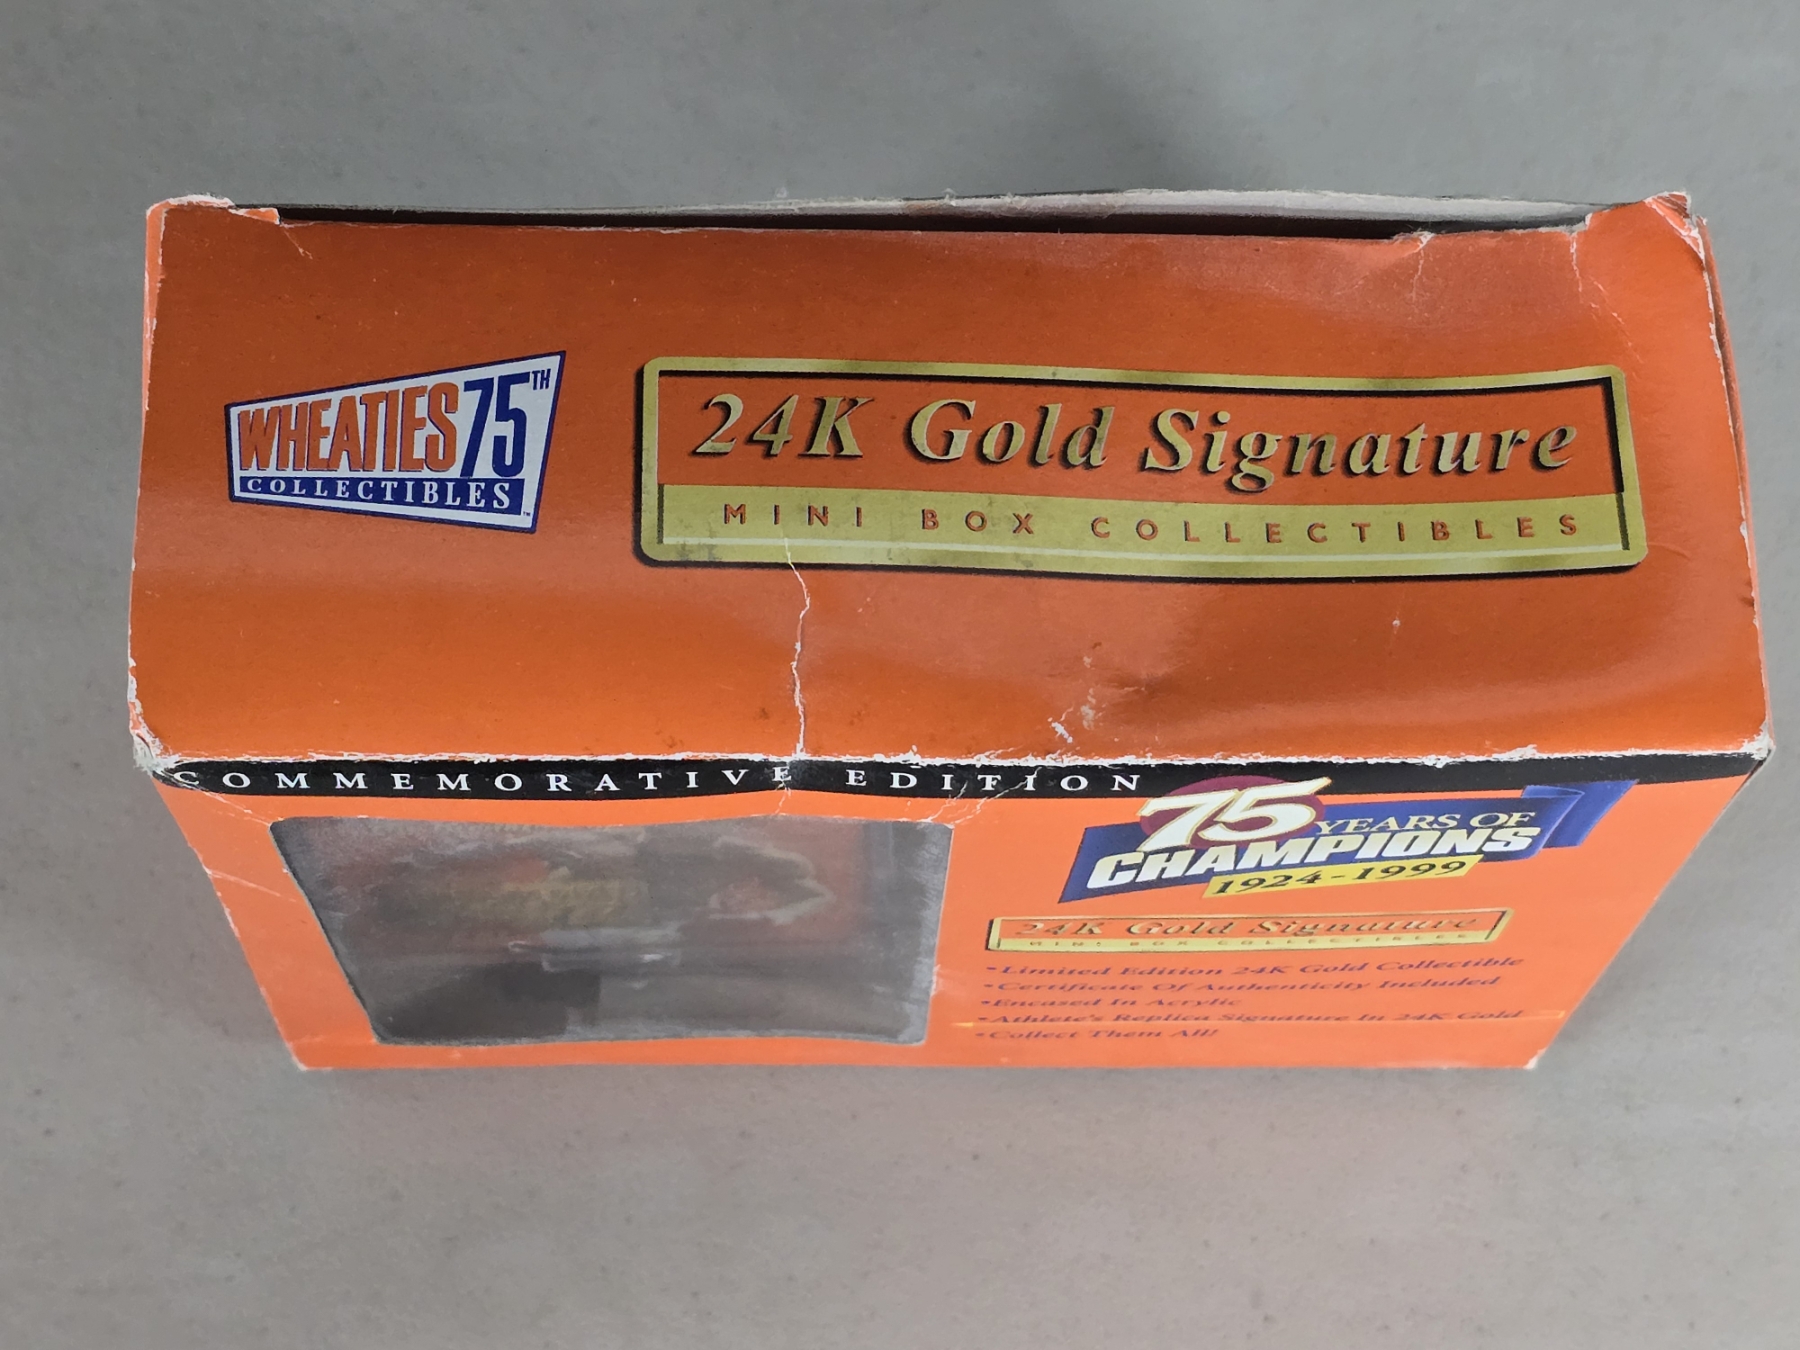 WHEATIES 75TH
COLLECTIBLES™
24K Gold Signature
MINI BOX COLLECTIBLES
COMMEMORATIVE EDITION
75 YEARS OF
CHAMPIONS
1924-1999
24K Gold Signature
MINI BOX COLLECTIBLES
•Limited Edition 24K Gold Collectible
•Certificate Of Authenticity Included
•Encased In Acrylic
•Athlete's Replica Signature In 24K Gold
•Collect Them All!